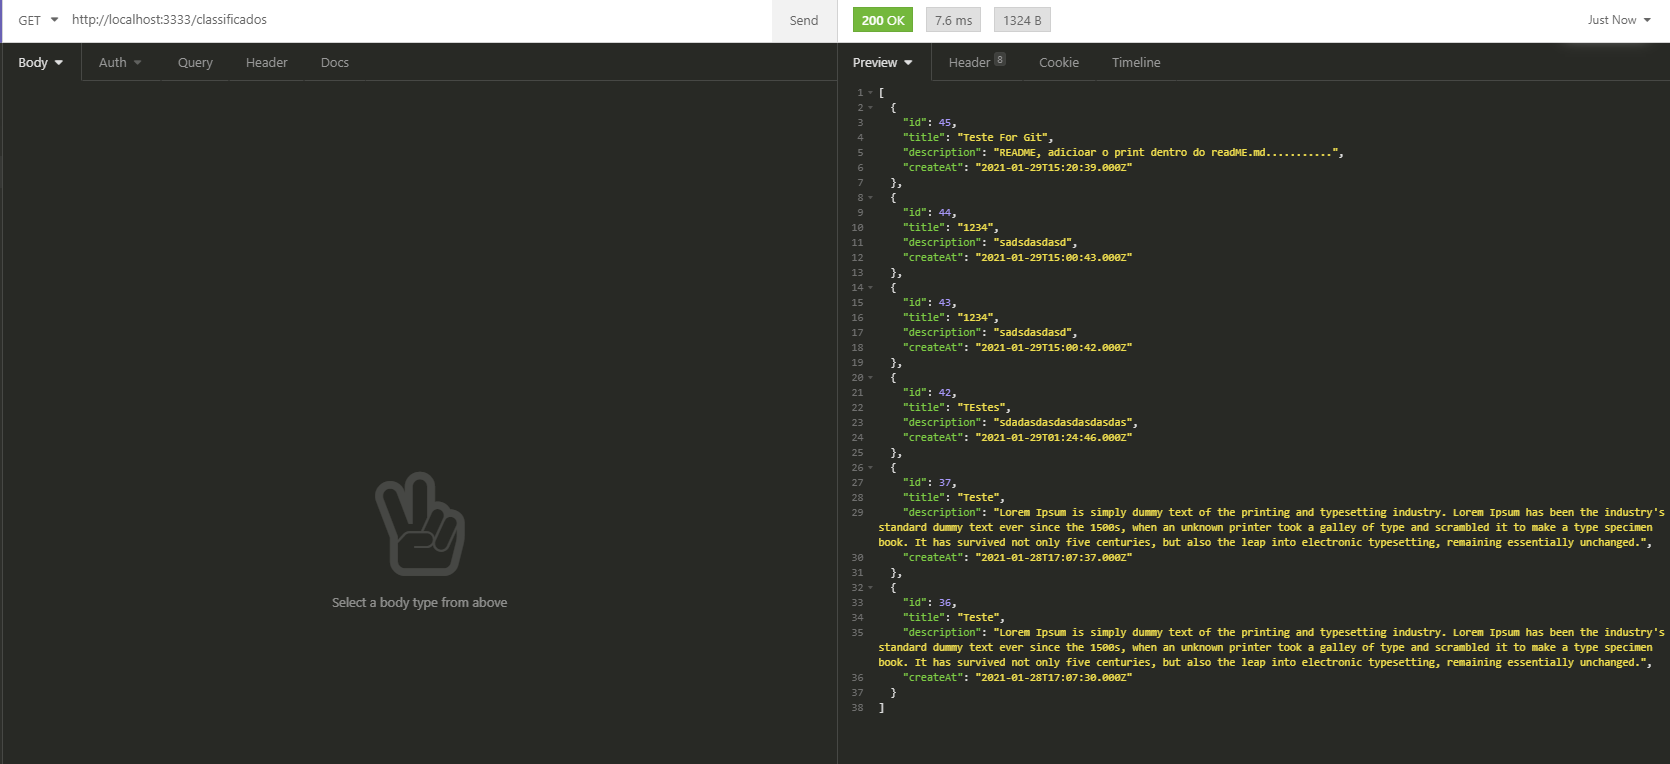 GET http://localhost:3333/classificados Send
200 OK 7.6 ms 1324 B Just Now
Body Auth Query Header Docs
Preview Header 8 Cookie Timeline
Select a body type from above
1 [
2 {
3 "id": 45,
4 "title": "Teste For Git",
5 "description": "README, adicioar o print dentro do readME.md...........",
6 "createAt": "2021-01-29T15:20:39.000Z"
7 },
8 {
9 "id": 44,
10 "title": "1234",
11 "description": "sadsdasdasd",
12 "createAt": "2021-01-29T15:00:43.000Z"
13 },
14 {
15 "id": 43,
16 "title": "1234",
17 "description": "sadsdasdasd",
18 "createAt": "2021-01-29T15:00:42.000Z"
19 },
20 {
21 "id": 42,
22 "title": "TEstes",
23 "description": "sdadasdasdasdasdasdas",
24 "createAt": "2021-01-29T01:24:46.000Z"
25 },
26 {
27 "id": 37,
28 "title": "Teste",
29 "description": "Lorem Ipsum is simply dummy text of the printing and typesetting industry. Lorem Ipsum has been the industry's
standard dummy text ever since the 1500s, when an unknown printer took a galley of type and scrambled it to make a type specimen
book. It has survived not only five centuries, but also the leap into electronic typesetting, remaining essentially unchanged.",
30 "createAt": "2021-01-28T17:07:37.000Z"
31 },
32 {
33 "id": 36,
34 "title": "Teste",
35 "description": "Lorem Ipsum is simply dummy text of the printing and typesetting industry. Lorem Ipsum has been the industry's
standard dummy text ever since the 1500s, when an unknown printer took a galley of type and scrambled it to make a type specimen
book. It has survived not only five centuries, but also the leap into electronic typesetting, remaining essentially unchanged.",
36 "createAt": "2021-01-28T17:07:30.000Z"
37 }
38 ]